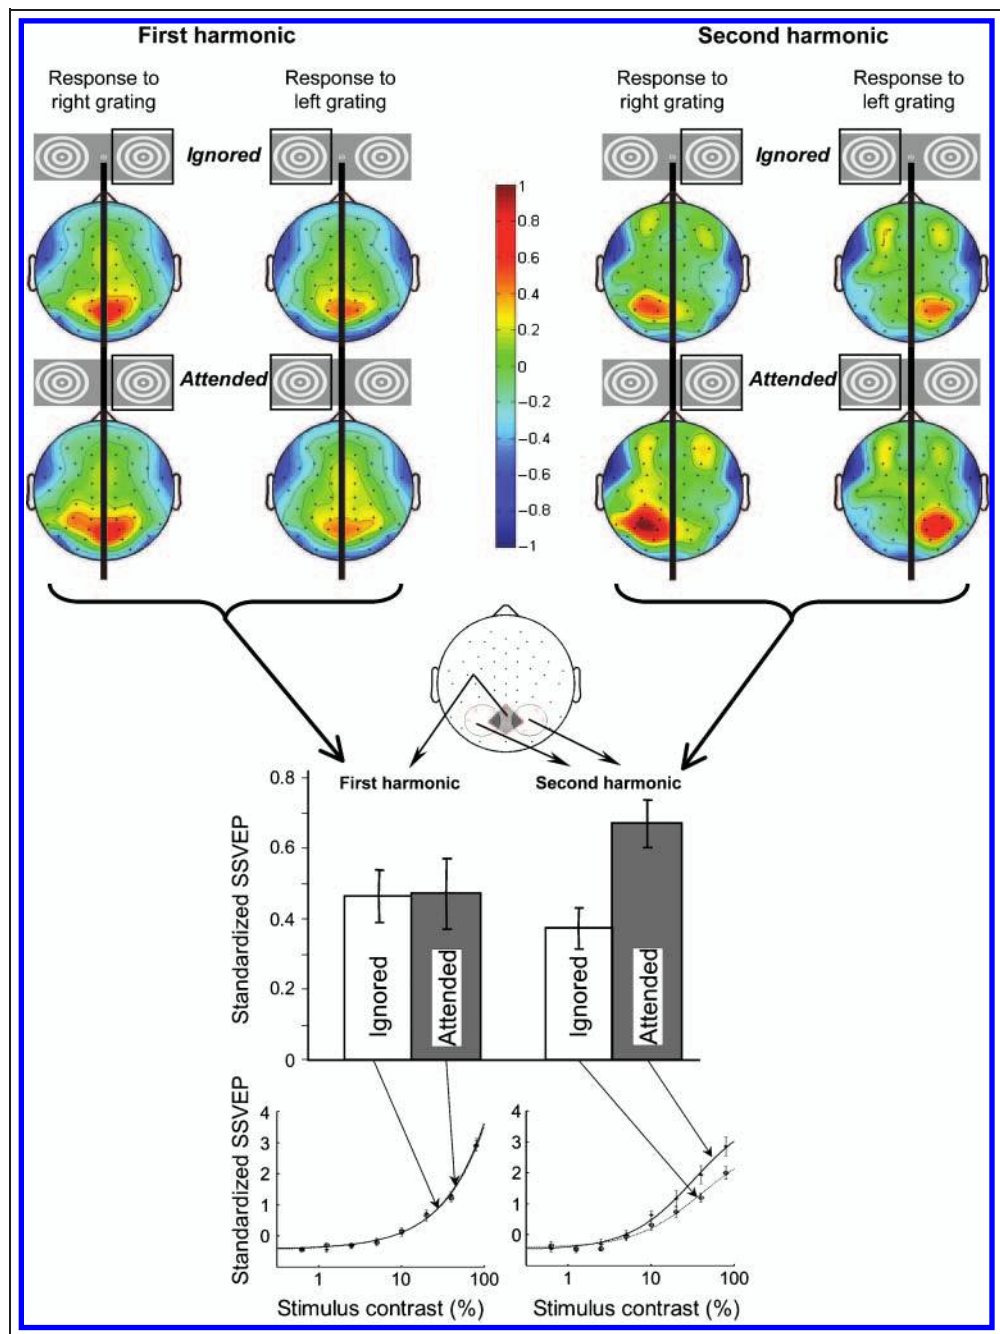 First harmonic
Second harmonic
Response to
right grating
Response to
left grating
Response to
right grating
Response to
left grating
Ignored
Ignored
1
0.8
0.6
0.4
0.2
0
−0.2
−0.4
−0.6
−0.8
−1
Attended
Attended
First harmonic
Second harmonic
Standardized SSVEP
0.8
0.6
0.4
0.2
0
Ignored
Attended
Ignored
Attended
Standardized SSVEP
4
3
2
1
0
1
10
100
Stimulus contrast (%)
4
3
2
1
0
1
10
100
Stimulus contrast (%)